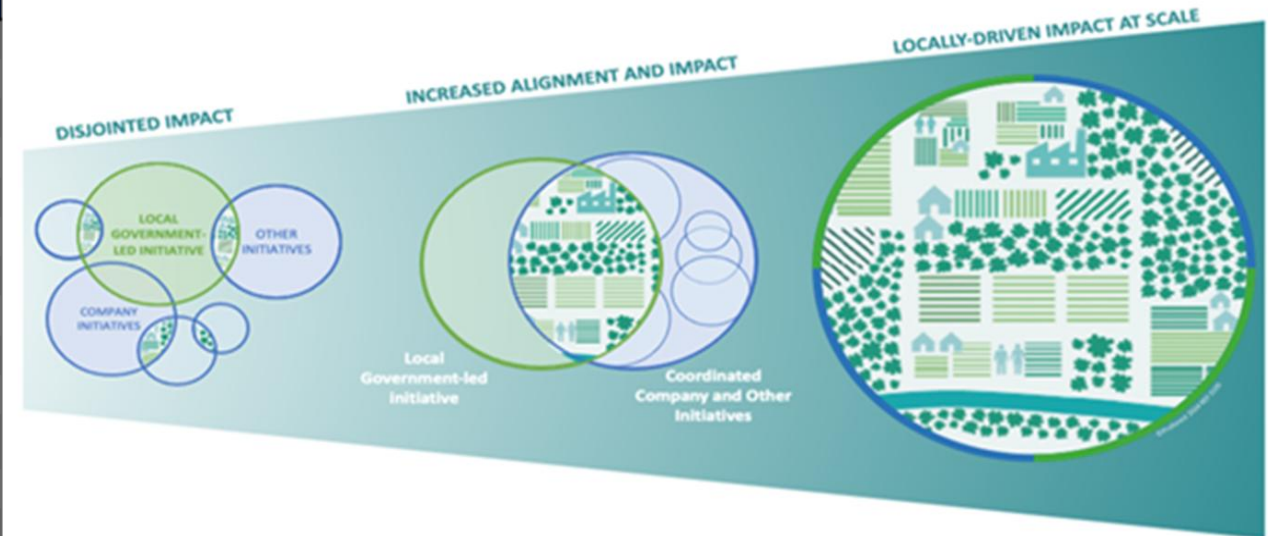 DISJOINTED IMPACT
INCREASED ALIGNMENT AND IMPACT
LOCALLY-DRIVEN IMPACT AT SCALE
LOCAL
GOVERNMENT-
LED INITIATIVE
OTHER
INITIATIVES
COMPANY
INITIATIVES
Local
Government-led
initiative
Coordinated
Company and Other
Initiatives